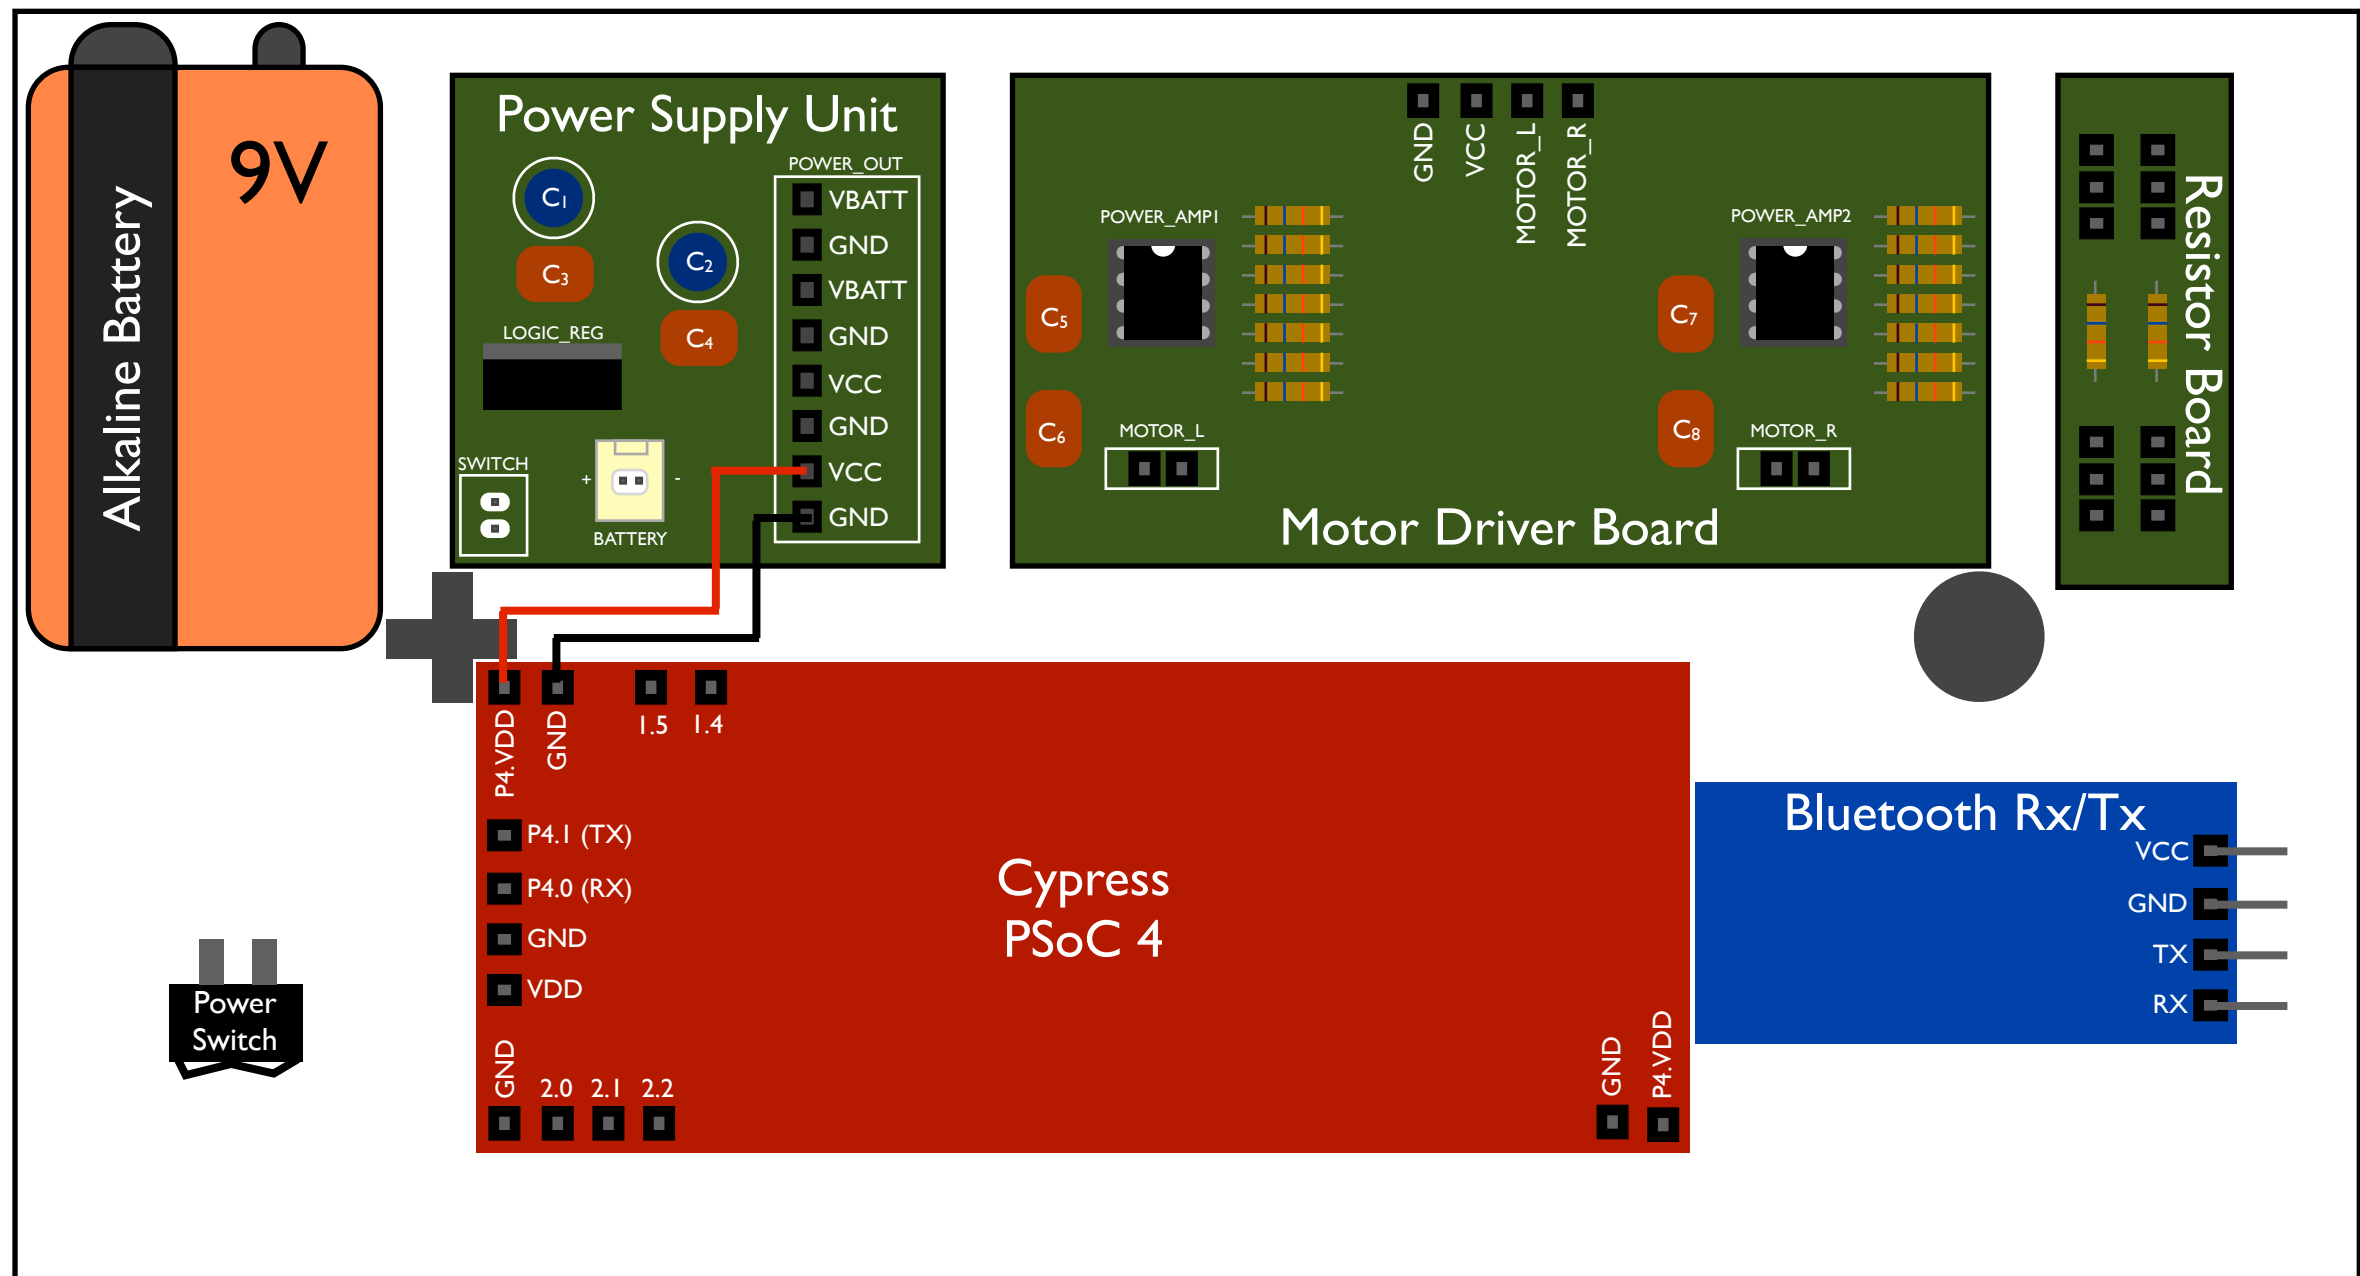 Alkaline Battery
9V
Power Supply Unit
C1
C3
C2
C4
LOGIC_REG
SWITCH
+
-
BATTERY
POWER_OUT
VBATT
GND
VBATT
GND
VCC
GND
VCC
GND
GND
VCC
MOTOR_L
MOTOR_R
POWER_AMP1
POWER_AMP2
C5
C6
C7
C8
MOTOR_L
MOTOR_R
Motor Driver Board
Resistor Board
P4.VDD
GND
1.5
1.4
P4.1 (TX)
P4.0 (RX)
GND
VDD
GND
2.0
2.1
2.2
Cypress
PSoC 4
GND
P4.VDD
Bluetooth Rx/Tx
VCC
GND
TX
RX
Power
Switch